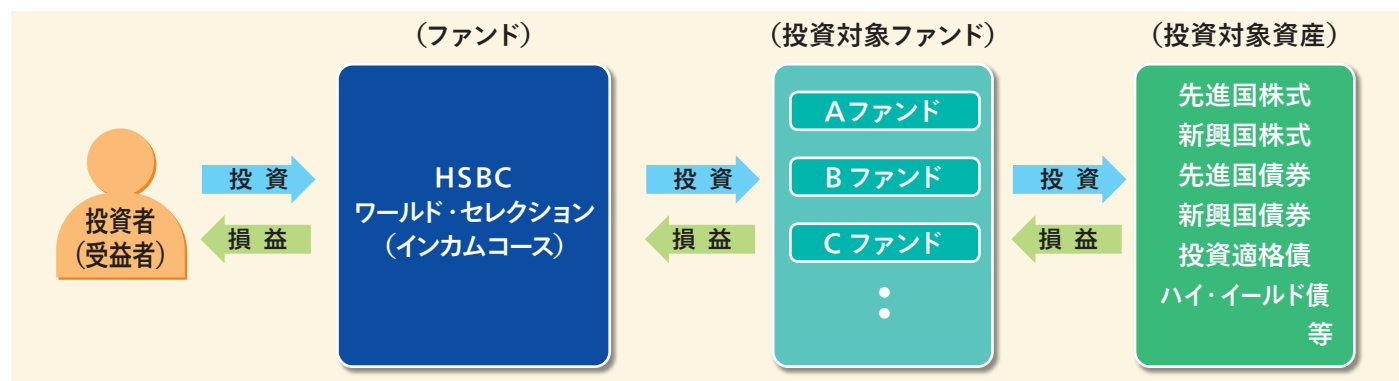 (ファンド)
(投資対象ファンド)
(投資対象資産)
投資者
(受益者)
投資
損益
HSBC
ワールド・セレクション
(インカムコース)
投資
損益
Aファンド
Bファンド
Cファンド
:
投資
損益
先進国株式
新興国株式
先進国債券
新興国債券
投資適格債
ハイ・イールド債
等